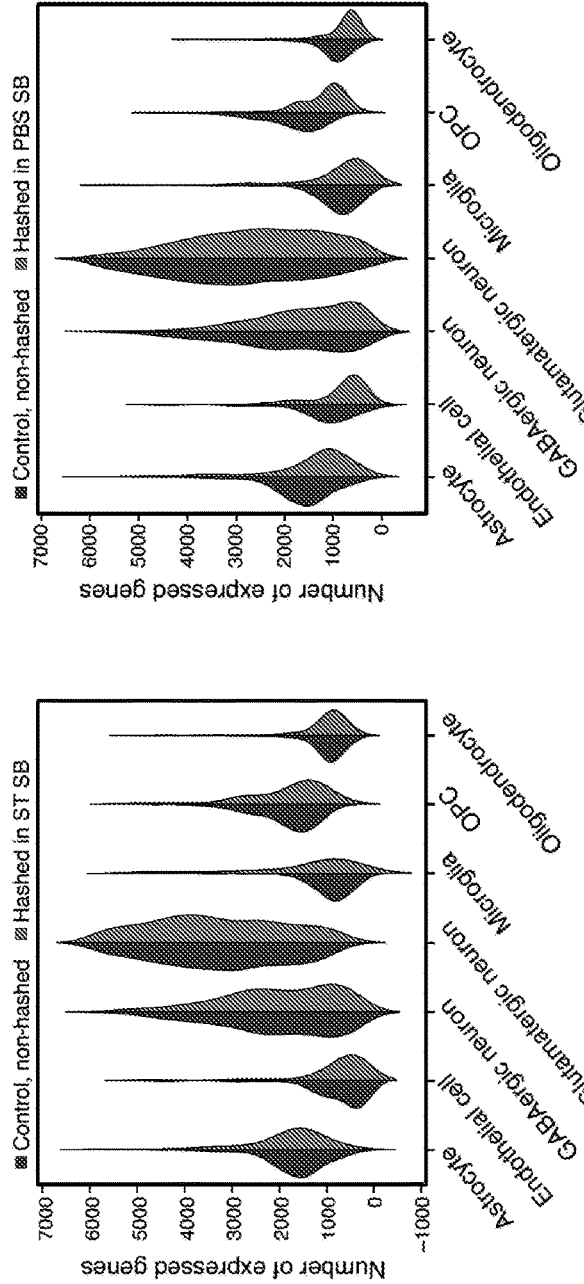 Control, non-hashed Hashed in ST SB
Number of expressed genes
7000
6000
5000
4000
3000
2000
1000
0
~1000
Astrocyte
Endothelial cell
GABAergic neuron
Glutamatergic neuron
Microglia
OPC
Oligodendrocyte
Control, non-hashed Hashed in PBS SB
Number of expressed genes
7000
6000
5000
4000
3000
2000
1000
0
Astrocyte
Endothelial cell
GABAergic neuron
Glutamatergic neuron
Microglia
OPC
Oligodendrocyte